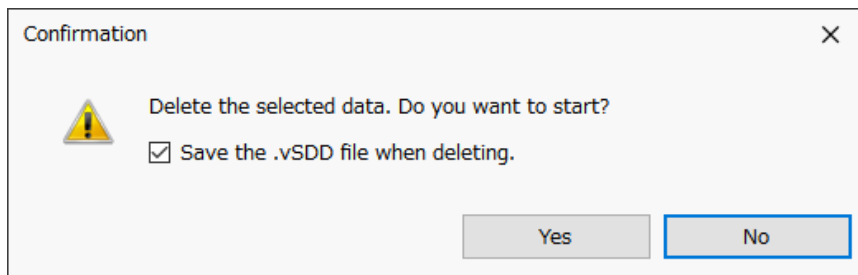 Confirmation
Delete the selected data. Do you want to start?
Save the .vSDD file when deleting.
Yes
No